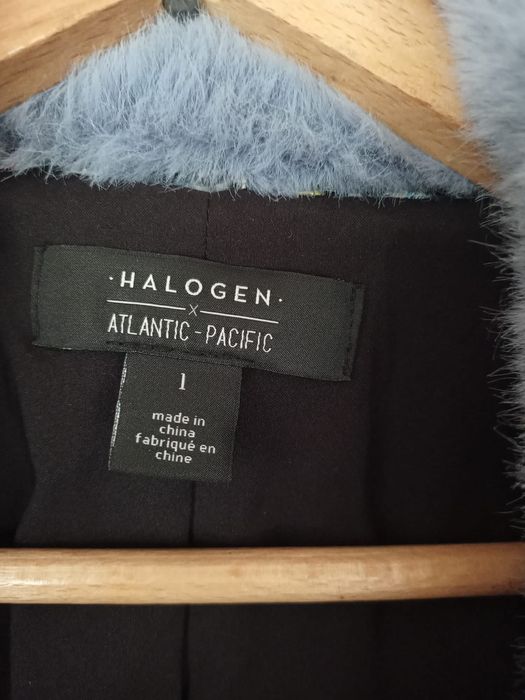 ·HALOGEN·
x
ATLANTIC-PACIFIC
1
made in
china
fabriqué en
chine